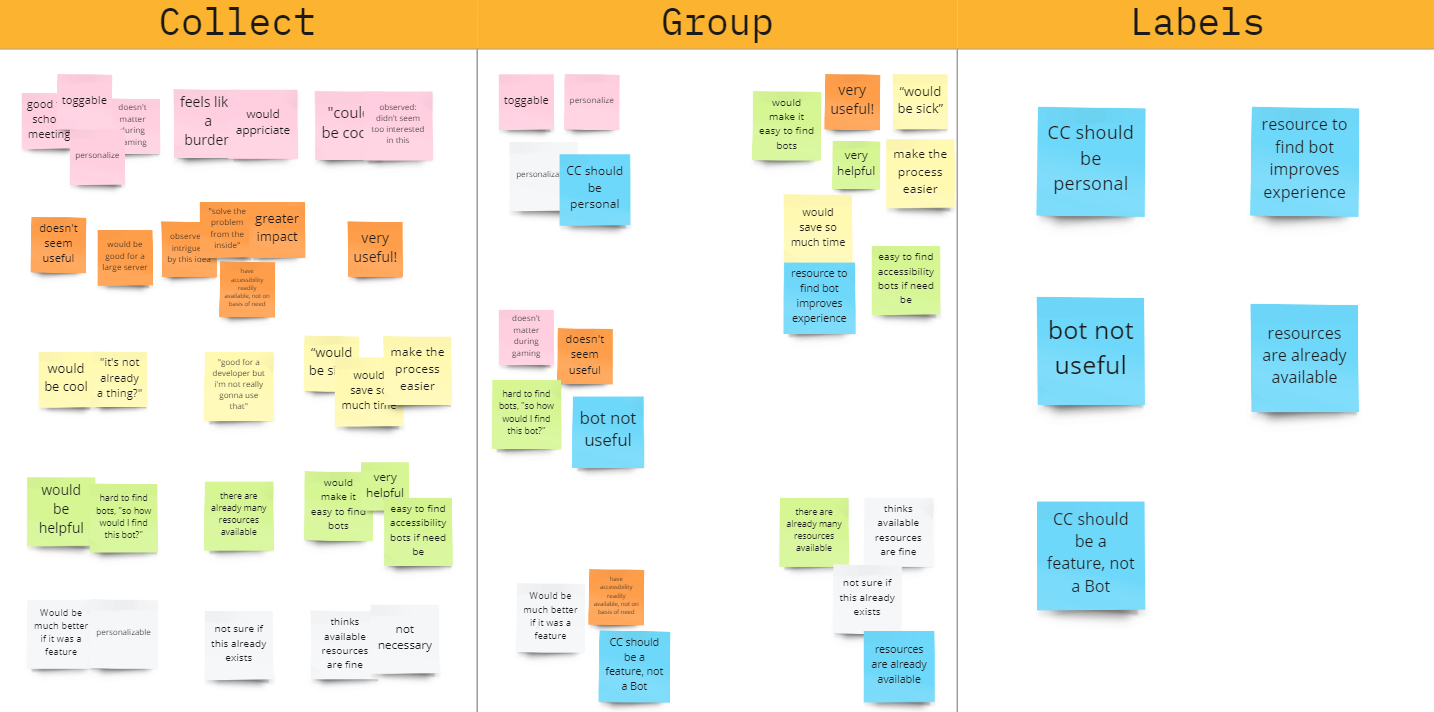 Collect
Group
Labels
good
scho
meeting
toggable
doesn't
matter
during
aming
personalize
feels lik
a
burder
would
appriciate
"coul
be coo
observed:
didn't seem
too interested
in this
doesn't
seem
useful
would be
good for a
large server
observe
intrigue
by this idea
"solve the
problem
from the
inside"
greater
impact
have
accessibility
readily
available, not on
basis of need
very
useful!
would
be cool
"it's not
already
a thing?"
"good for a
developer but
i'm not really
gonna use
that"
“would
be si
would
save so
much time
make the
process
easier
would
be
helpful
hard to find
bots, “so how
would I find
this bot?”
there are
already many
resources
available
would
make it
easy to find
bots
very
helpful
easy to find
accessibility
bots if need
be
Would be
much better
if it was a
feature
personalizable
not sure if
this already
exists
thinks
available
resources
are fine
not
necessary
toggable
personalize
personaliza
CC should
be
personal
would
make it
easy to find
bots
very
useful!
“would
be sick”
very
helpful
make the
process
easier
would
save so
much time
resource to
find bot
improves
experience
easy to find
accessibility
bots if need
be
doesn't
matter
during
gaming
doesn't
seem
useful
hard to find
bots, “so how
would I find
this bot?”
bot not
useful
Would be
much better
if it was a
feature
have
accessibility
readily
available, not on
basis of need
CC should
be a
feature, not
a Bot
there are
already many
resources
available
thinks
available
resources
are fine
not sure if
this already
exists
resources
are already
available
CC should
be
personal
resource to
find bot
improves
experience
bot not
useful
resources
are already
available
CC should
be a
feature, not
a Bot